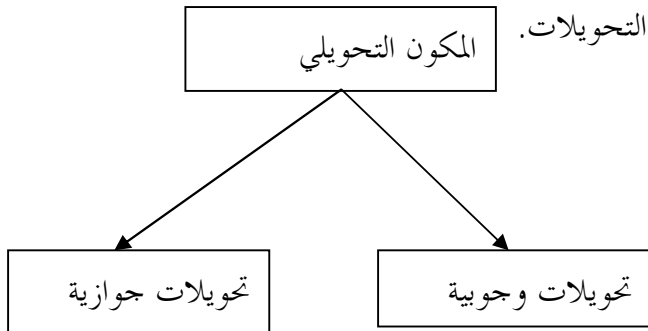 التحويلات.
المكون التحويلي
تحويلات وجوبية
تحويلات جوازية